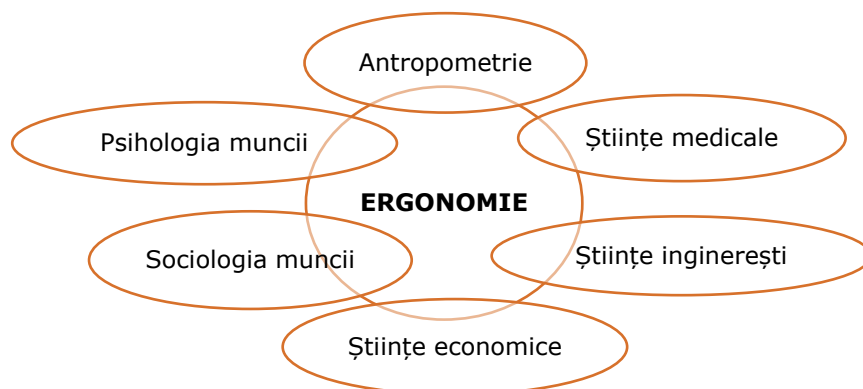 Antropometrie
Psihologia muncii
Științe medicale
ERGONOMIE
Sociologia muncii
Științe inginerești
Științe economice